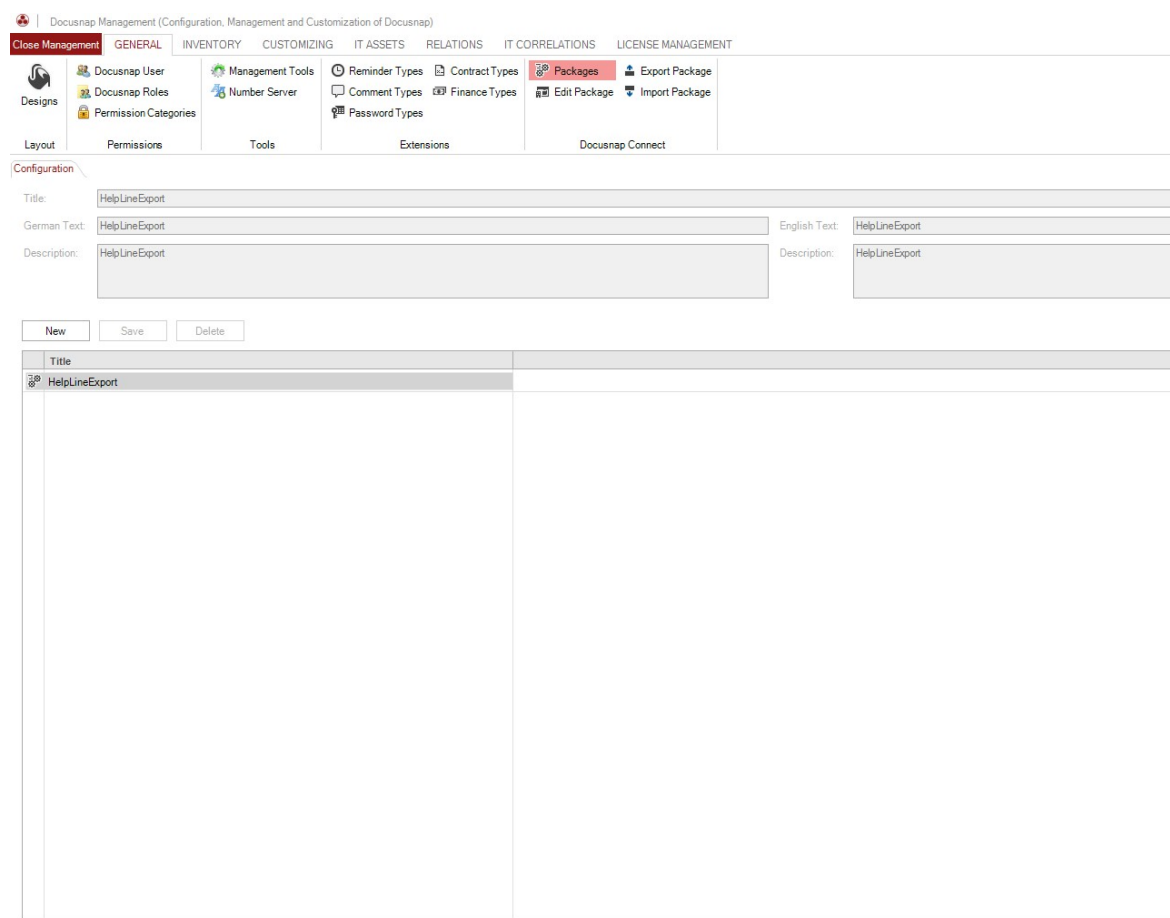 Docusnap Management (Configuration, Management and Customization of Docusnap)
Close Management GENERAL INVENTORY CUSTOMIZING IT ASSETS RELATIONS IT CORRELATIONS LICENSE MANAGEMENT
Designs
Layout
Docusnap User
Docusnap Roles
Permission Categories
Permissions
Management Tools
Number Server
Tools
Reminder Types Contract Types
Comment Types Finance Types
Password Types
Extensions
Packages Export Package
Edit Package Import Package
Docusnap Connect
Configuration
Title: HelpLineExport
German Text: HelpLineExport English Text: HelpLineExport
Description: HelpLineExport Description: HelpLineExport
New Save Delete
Title
HelpLineExport